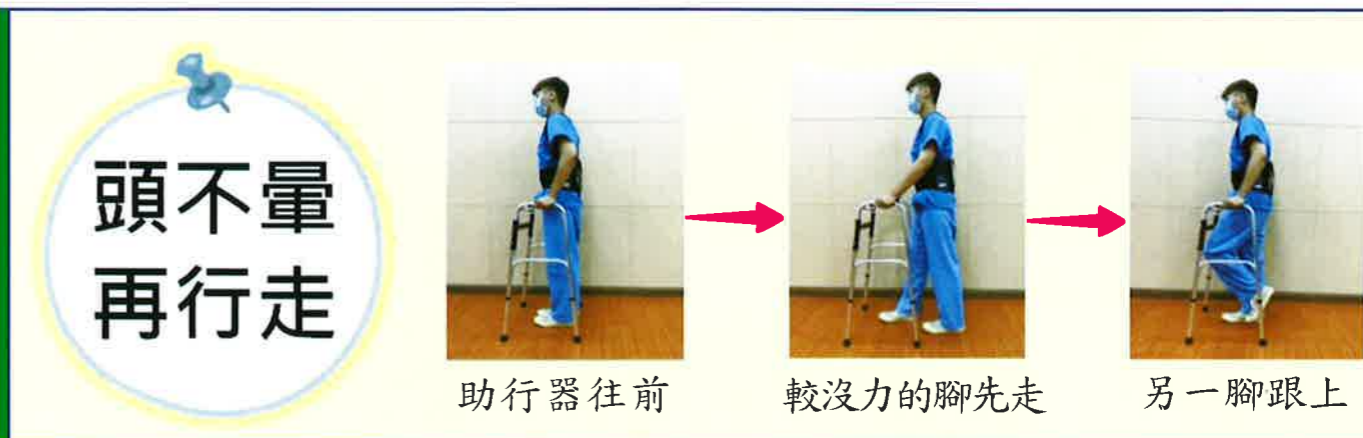 頭不暈
再行走
助行器往前
較沒力的腳先走
另一腳跟上